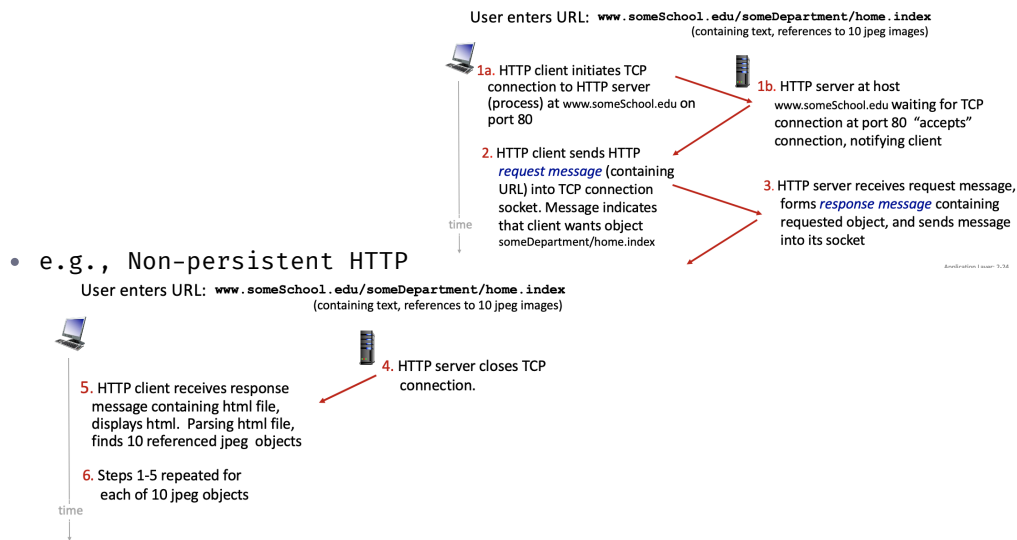 User enters URL: www.someSchool.edu/someDepartment/home.index
(containing text, references to 10 jpeg images)
1a. HTTP client initiates TCP
connection to HTTP server
(process) at www.someSchool.edu on
port 80
1b. HTTP server at host
www.someSchool.edu waiting for TCP
connection at port 80 “accepts”
connection, notifying client
2. HTTP client sends HTTP
request message (containing
URL) into TCP connection
socket. Message indicates
that client wants object
someDepartment/home.index
3. HTTP server receives request message,
forms response message containing
requested object, and sends message
into its socket
time
Application Layer: 2-24
• e.g., Non-persistent HTTP
User enters URL: www.someSchool.edu/someDepartment/home.index
(containing text, references to 10 jpeg images)
4. HTTP server closes TCP
connection.
5. HTTP client receives response
message containing html file,
displays html. Parsing html file,
finds 10 referenced jpeg objects
6. Steps 1-5 repeated for
each of 10 jpeg objects
time